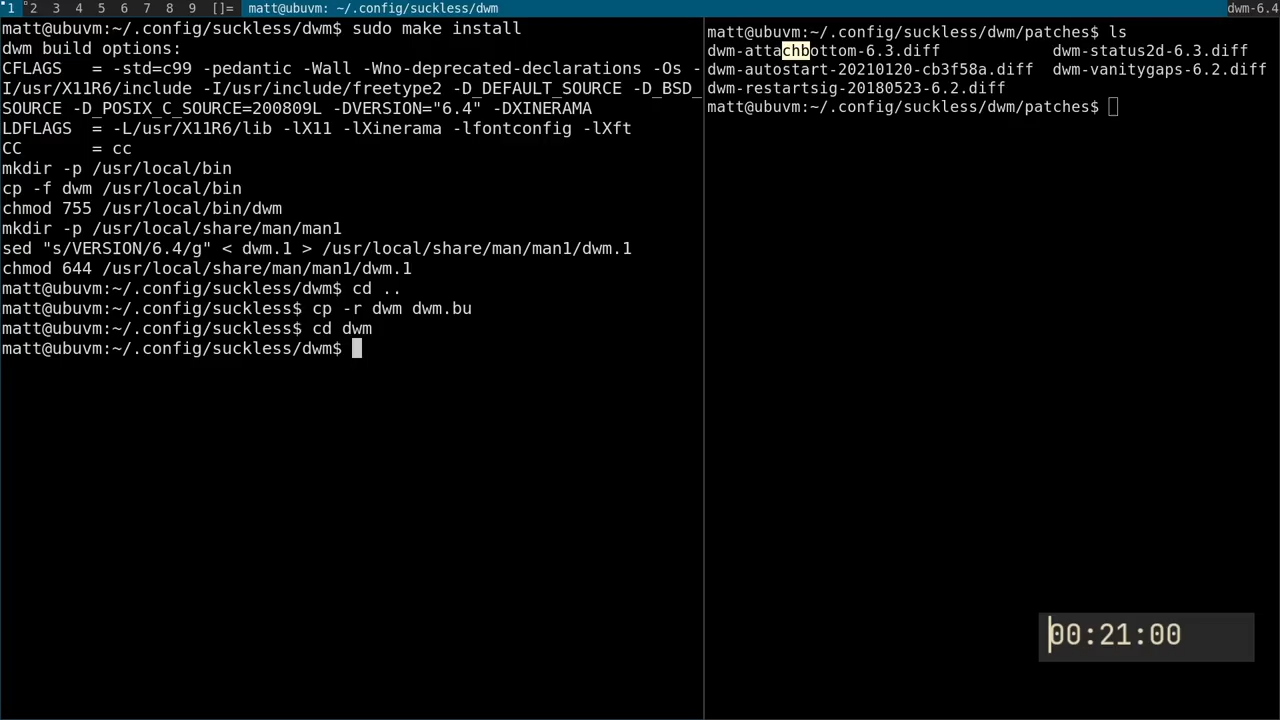 1 2 3 4 5 6 7 8 9 []= matt@ubuvm: ~/.config/suckless/dwm dwm-6.4
matt@ubuvm:~/.config/suckless/dwm$ sudo make install
dwm build options:
CFLAGS   = -std=c99 -pedantic -Wall -Wno-deprecated-declarations -Os -
I/usr/X11R6/include -I/usr/include/freetype2 -D_DEFAULT_SOURCE -D_BSD_
SOURCE -D_POSIX_C_SOURCE=200809L -DVERSION="6.4" -DXINERAMA
LDFLAGS  = -L/usr/X11R6/lib -lX11 -lXinerama -lfontconfig -lXft
CC       = cc
mkdir -p /usr/local/bin
cp -f dwm /usr/local/bin
chmod 755 /usr/local/bin/dwm
mkdir -p /usr/local/share/man/man1
sed "s/VERSION/6.4/g" < dwm.1 > /usr/local/share/man/man1/dwm.1
chmod 644 /usr/local/share/man/man1/dwm.1
matt@ubuvm:~/.config/suckless/dwm$ cd ..
matt@ubuvm:~/.config/suckless$ cp -r dwm dwm.bu
matt@ubuvm:~/.config/suckless$ cd dwm
matt@ubuvm:~/.config/suckless/dwm$
matt@ubuvm:~/.config/suckless/dwm/patches$ ls
dwm-attachbottom-6.3.diff            dwm-status2d-6.3.diff
dwm-autostart-20210120-cb3f58a.diff  dwm-vanitygaps-6.2.diff
dwm-restartsig-20180523-6.2.diff
matt@ubuvm:~/.config/suckless/dwm/patches$
00:21:00